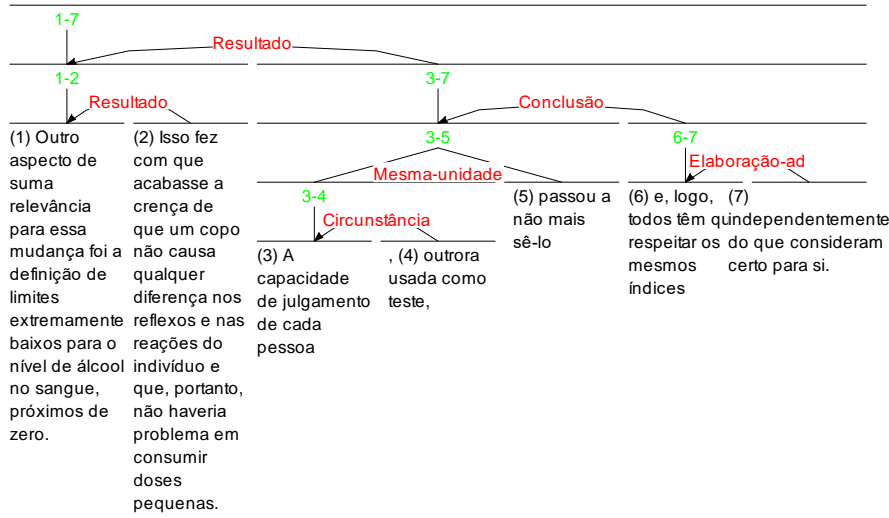 1-7
Resultado
1-2
3-7
Resultado
Conclusão
(1) Outro
aspecto de
suma
relevância
para essa
mudança foi a
definição de
limites
extremamente
baixos para o
nível de álcool
no sangue,
próximos de
zero.
(2) Isso fez
com que
acabasse a
crença de
que um copo
não causa
qualquer
diferença nos
reflexos e nas
reações do
indivíduo e
que, portanto,
não haveria
problema em
consumir
doses
pequenas.
3-5
6-7
Mesma-unidade
Elaboração-ad
3-4
Circunstância
(3) A
capacidade
de julgamento
de cada
pessoa
, (4) outrora
usada como
teste,
(5) passou a
não mais
sê-lo
(6) e, logo,
todos têm qu
respeitar os
mesmos
índices
(7)
independentemente
do que consideram
certo para si.